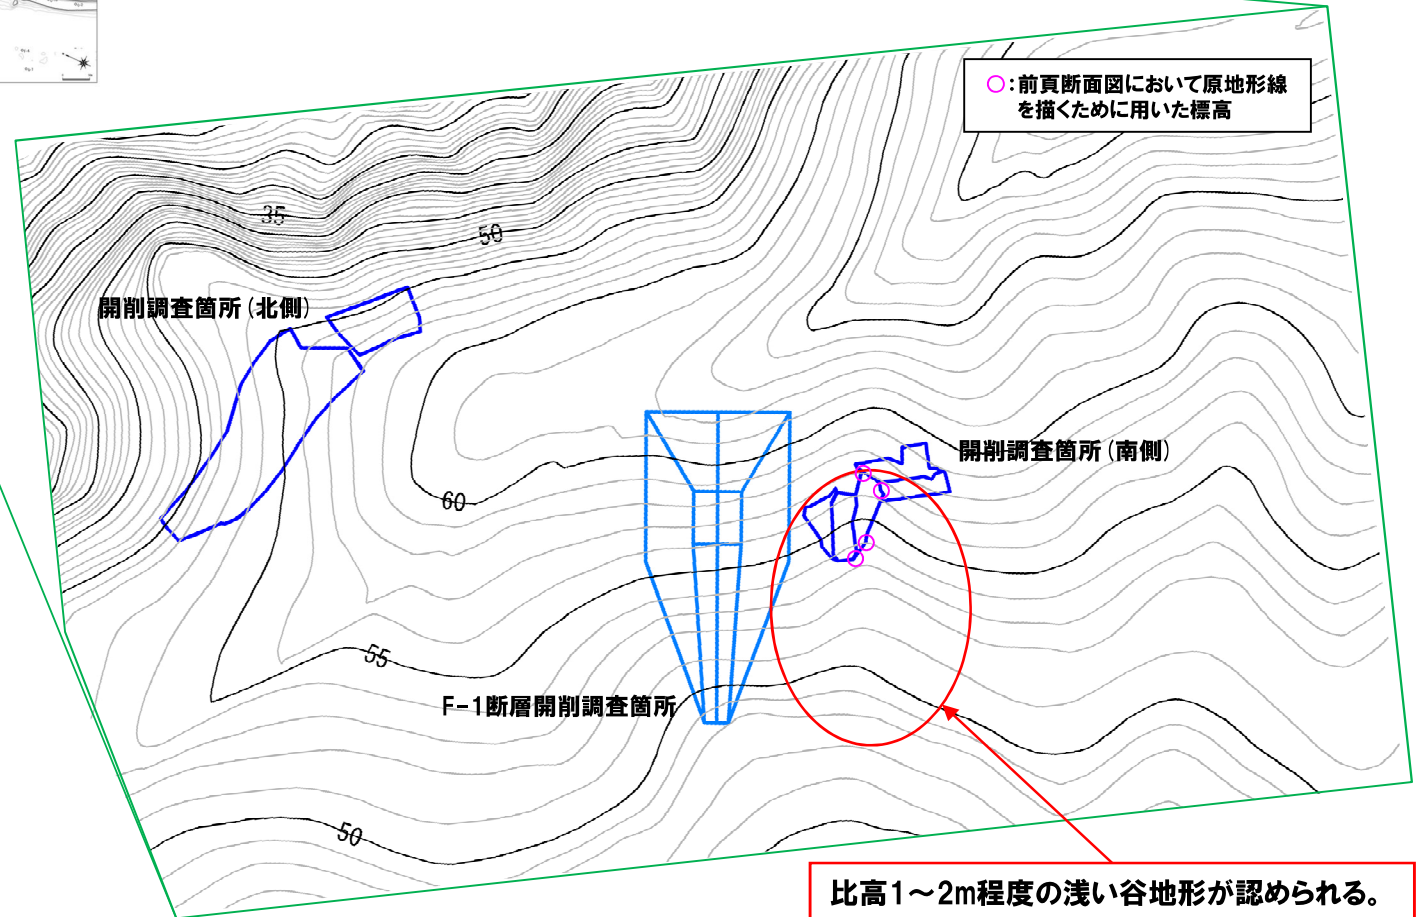 ○:前頁断面図において原地形線
を描くために用いた標高
35
50
開削調査箇所(北側)
開削調査箇所(南側)
60
55
F-1断層開削調査箇所
50
比高1~2m程度の浅い谷地形が認められる。